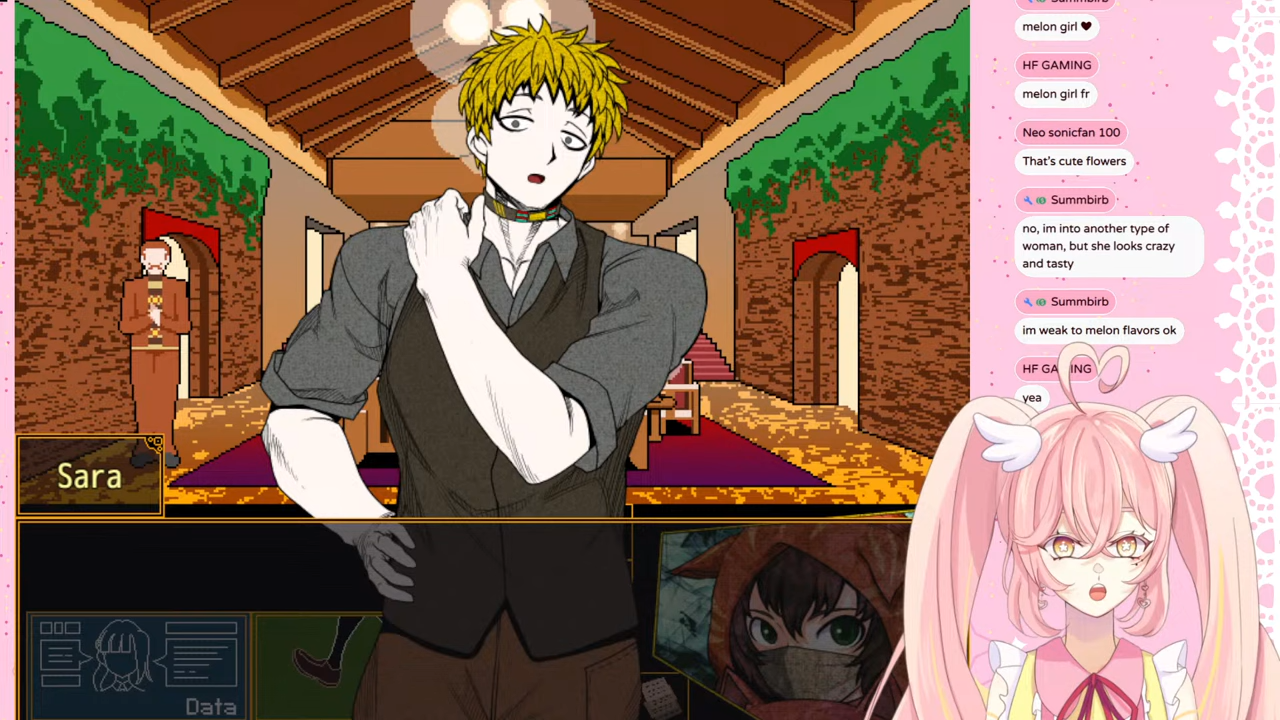 Summbirb
melon girl 🖤
HF GAMING
melon girl fr
Neo sonicfan 100
That's cute flowers
Summbirb
no, im into another type of
woman, but she looks crazy
and tasty
Summbirb
im weak to melon flavors ok
HF GAMING
yea
Sara
Data